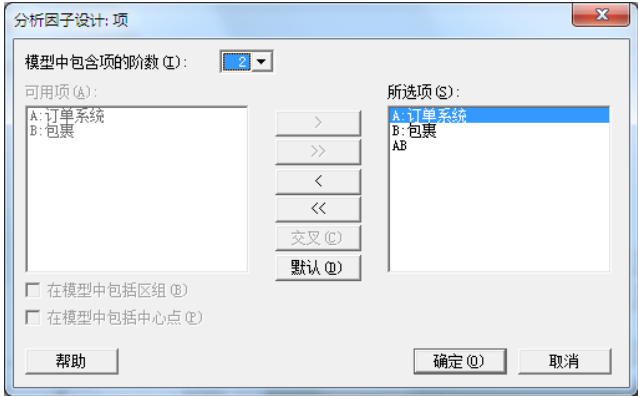 分析因子设计: 项
模型中包含项的阶数(I): 2
可用项(A):
A:订单系统
B:包裹
>
>>
<
<<
交叉(C)
默认(D)
所选项(S):
A:订单系统
B:包裹
AB
在模型中包括区组(B)
在模型中包括中心点(P)
帮助
确定(O)
取消